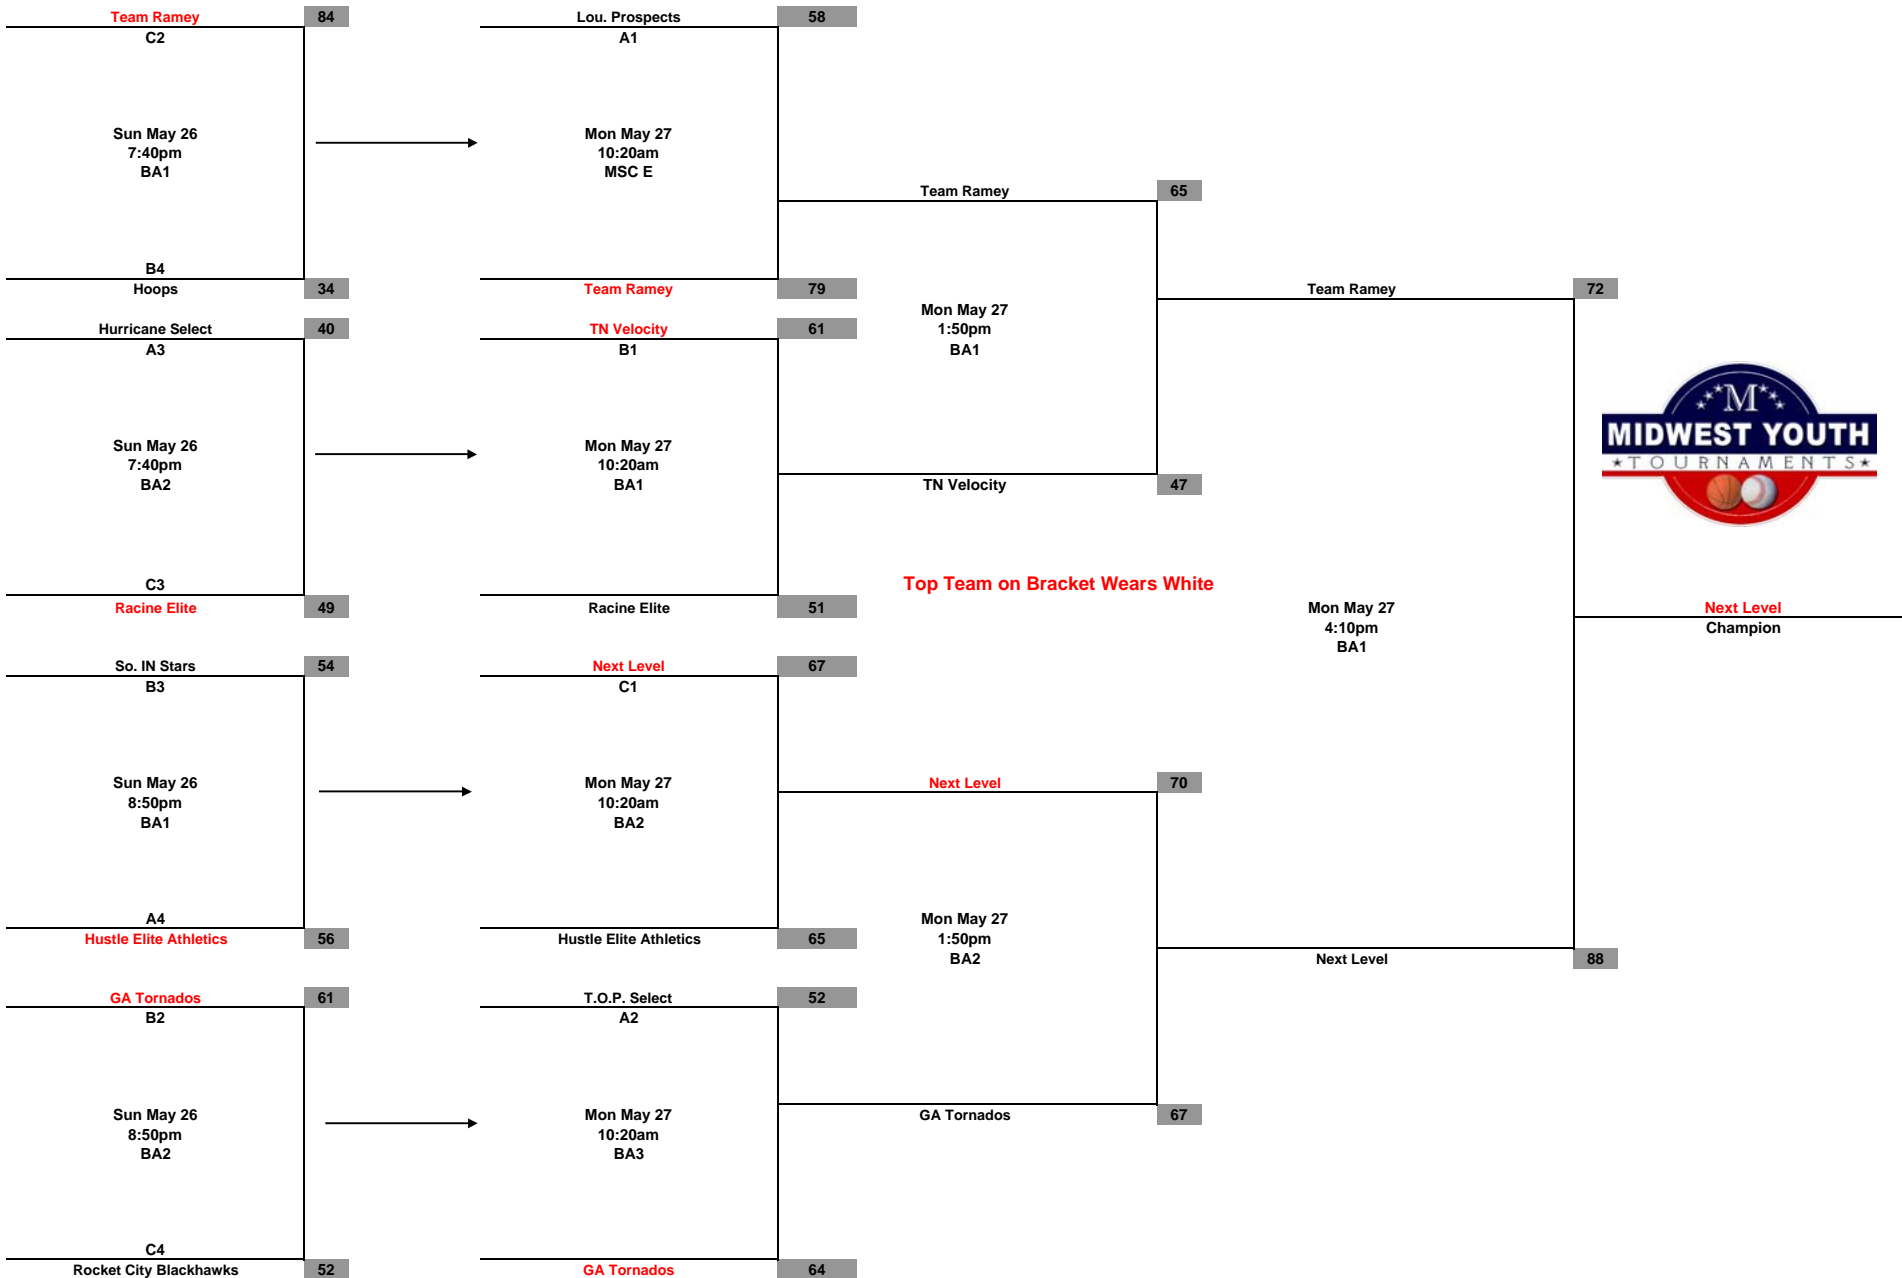 Team Ramey 84
C2
Sun May 26
7:40pm
BA1
B4
Hoops 34
Hurricane Select 40
A3
Sun May 26
7:40pm
BA2
C3
Racine Elite 49
So. IN Stars 54
B3
Sun May 26
8:50pm
BA1
A4
Hustle Elite Athletics 56
GA Tornados 61
B2
Sun May 26
8:50pm
BA2
C4
Rocket City Blackhawks 52
Lou. Prospects 58
A1
Mon May 27
10:20am
MSC E
Team Ramey 79
TN Velocity 61
B1
Mon May 27
10:20am
BA1
Racine Elite 51
Next Level 67
C1
Mon May 27
10:20am
BA2
Hustle Elite Athletics 65
T.O.P. Select 52
A2
Mon May 27
10:20am
BA3
GA Tornados 64
Team Ramey 65
Mon May 27
1:50pm
BA1
TN Velocity 47
Top Team on Bracket Wears White
Next Level 70
Mon May 27
1:50pm
BA2
GA Tornados 67
Team Ramey 72
Mon May 27
4:10pm
BA1
Next Level 88
M
MIDWEST YOUTH
TOURNAMENTS
Next Level
Champion